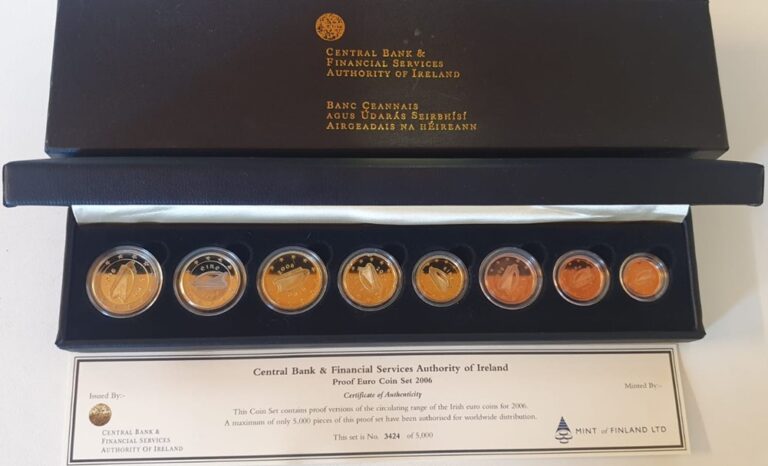 CENTRAL BANK &
FINANCIAL SERVICES
AUTHORITY OF IRELAND
BANC CEANNAIS
AGUS ÚDARÁS SEIRBHÍSÍ
AIRGEADAIS NA HÉIREANN
éire
2006
Central Bank & Financial Services Authority of Ireland
Proof Euro Coin Set 2006
Certificate of Authenticity
Issued By:-
Minted By:-
This Coin Set contains proof versions of the circulating range of the Irish euro coins for 2006.
A maximum of only 5,000 pieces of this proof set have been authorised for worldwide distribution.
This set is No. 3424 of 5,000
CENTRAL BANK &
FINANCIAL SERVICES
AUTHORITY OF IRELAND
MINT of FINLAND LTD